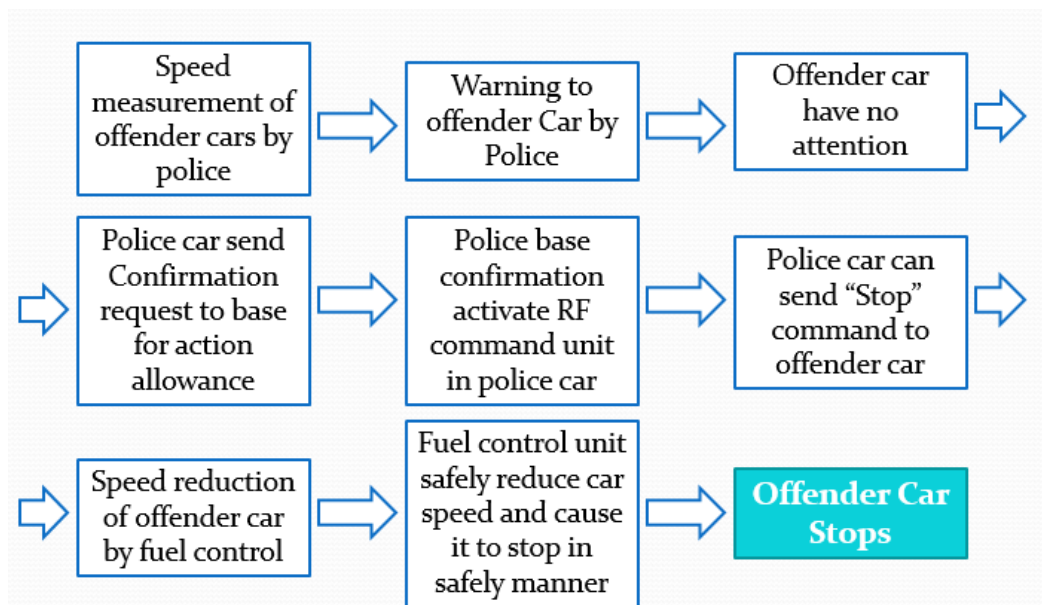 Speed
measurement of
offender cars by
police
Warning to
offender Car by
Police
Offender car
have no
attention
Police car send
Confirmation
request to base
for action
allowance
Police base
confirmation
activate RF
command unit
in police car
Police car can
send “Stop”
command to
offender car
Speed reduction
of offender car
by fuel control
Fuel control unit
safely reduce car
speed and cause
it to stop in
safely manner
Offender Car
Stops